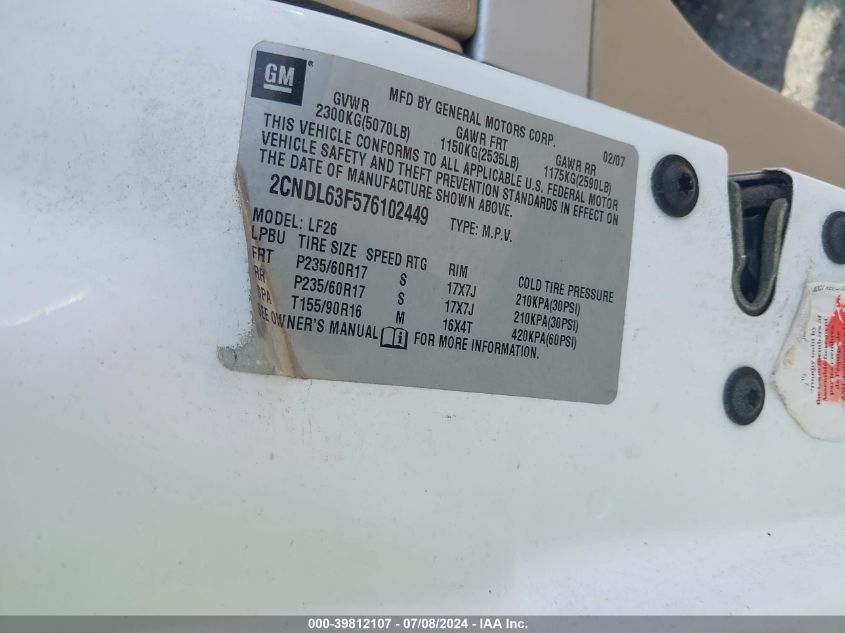 GM
MFD BY GENERAL MOTORS CORP. 02/07
GVWR GAWR FRT GAWR RR
2300KG(5070LB) 1150KG(2535LB) 1175KG(2590LB)
THIS VEHICLE CONFORMS TO ALL APPLICABLE U.S. FEDERAL MOTOR
VEHICLE SAFETY AND THEFT PREVENTION STANDARDS IN EFFECT ON
THE DATE OF MANUFACTURE SHOWN ABOVE.
2CNDL63F576102449 TYPE: M.P.V.
MODEL: LF26
LPBU TIRE SIZE SPEED RTG RIM COLD TIRE PRESSURE
FRT P235/60R17 S 17X7J 210KPA(30PSI)
RR P235/60R17 S 17X7J 210KPA(30PSI)
SPA T155/90R16 M 16X4T 420KPA(60PSI)
SEE OWNER'S MANUAL FOR MORE INFORMATION.
000-39812107 - 07/08/2024 - IAA Inc.